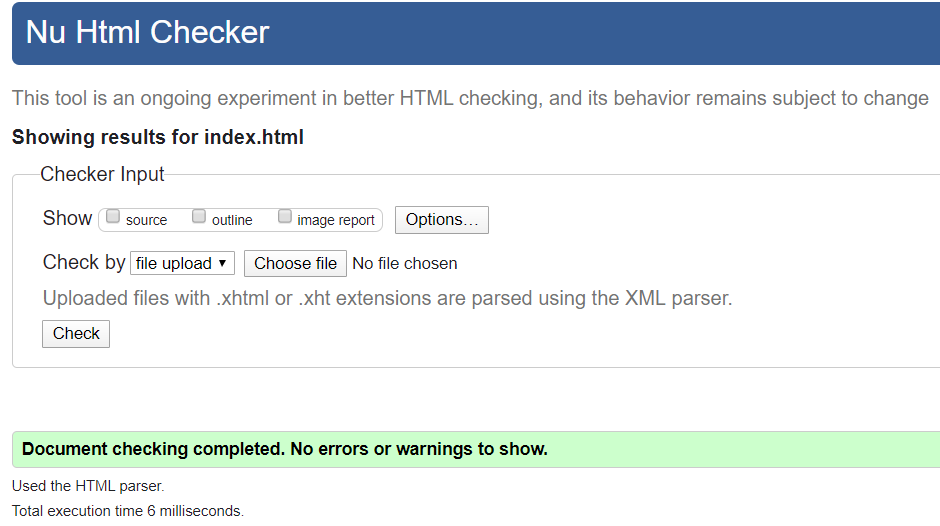 Nu Html Checker
This tool is an ongoing experiment in better HTML checking, and its behavior remains subject to change
Showing results for index.html
Checker Input
Show source outline image report Options...
Check by file upload Choose file No file chosen
Uploaded files with .xhtml or .xht extensions are parsed using the XML parser.
Check
Document checking completed. No errors or warnings to show.
Used the HTML parser.
Total execution time 6 milliseconds.